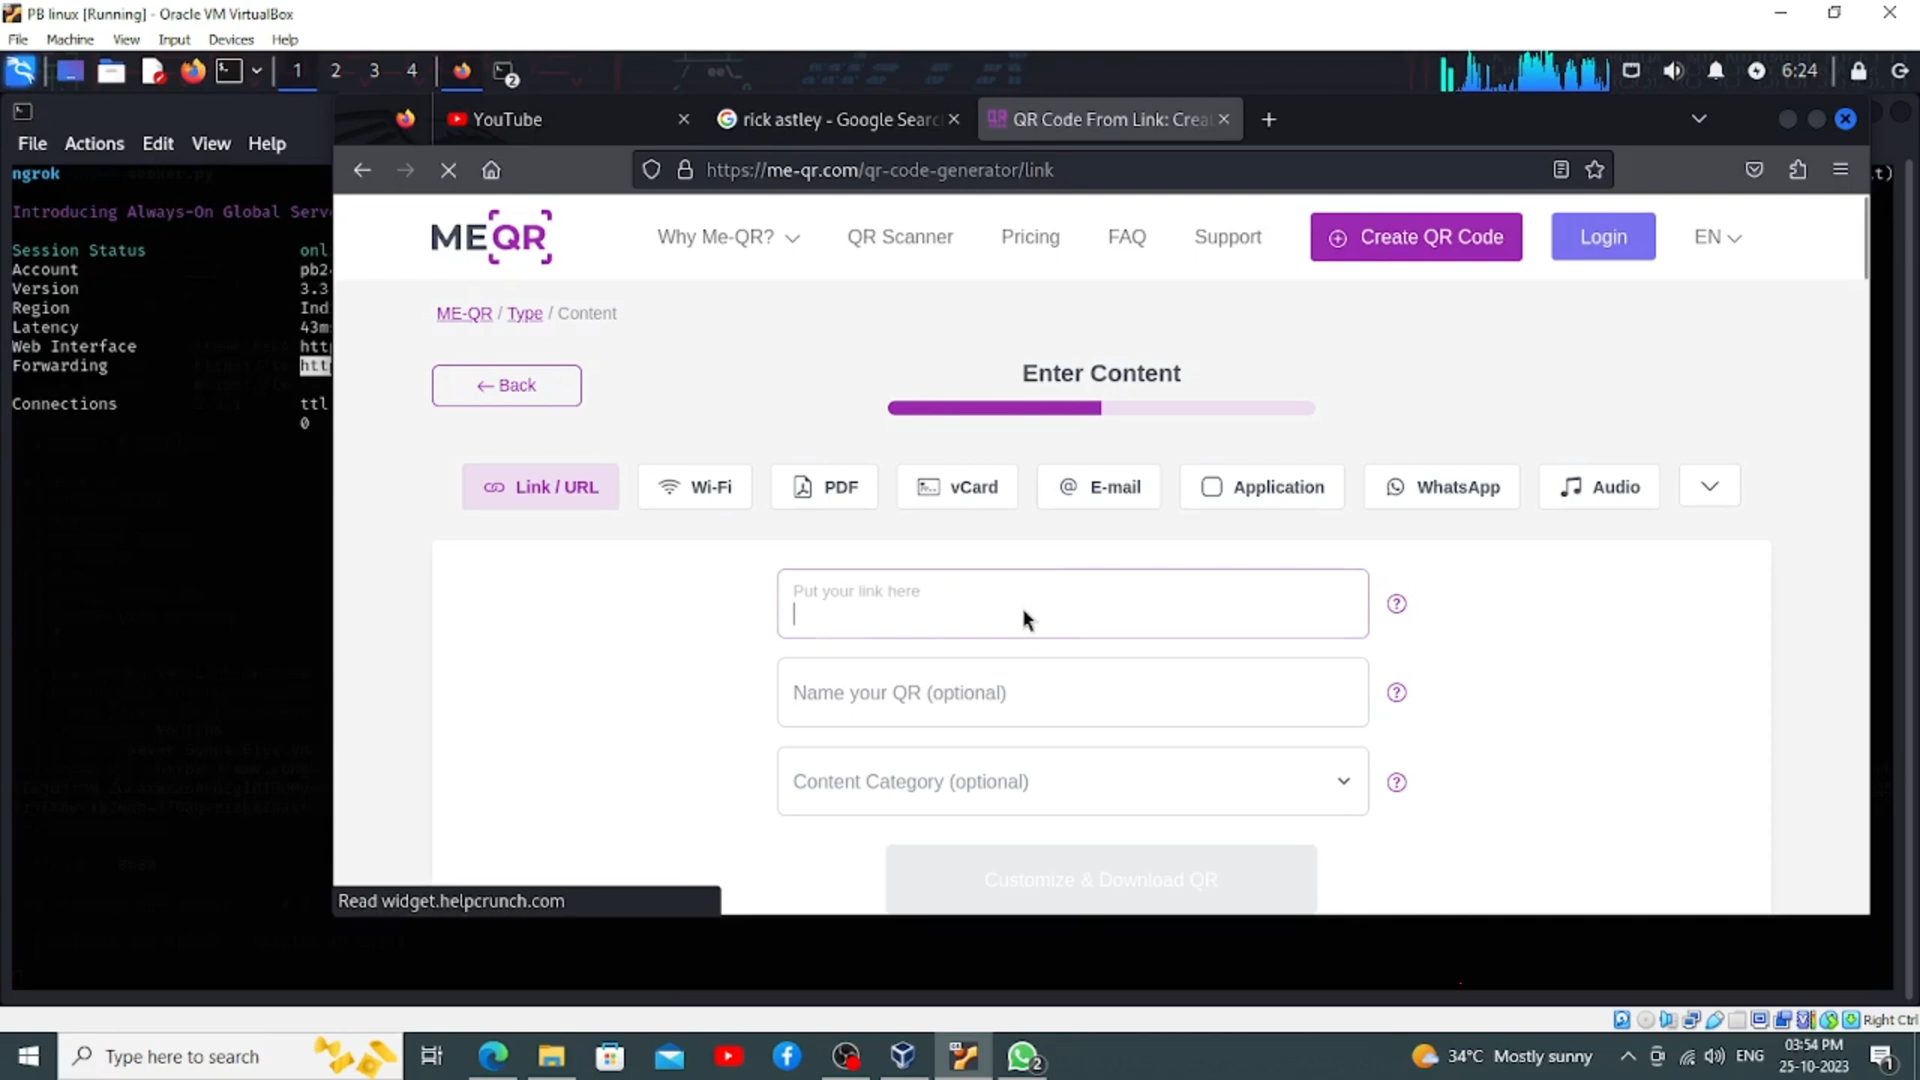 PB linux [Running] - Oracle VM VirtualBox
File Machine View Input Devices Help
1 2 3 4 2 6:24
YouTube
rick astley - Google Searc
QR Code From Link: Crea
File Actions Edit View Help
https://me-qr.com/qr-code-generator/link
ngrok
Introducing Always-On Global Serv
Session Status onl
Account pb2
Version 3.3
Region Ind
Latency 43m
Web Interface htt
Forwarding htt
Connections ttl
0
MEQR
Why Me-QR? QR Scanner Pricing FAQ Support Create QR Code Login EN
ME-QR / Type / Content
← Back
Enter Content
Link / URL Wi-Fi PDF vCard @ E-mail Application WhatsApp Audio
Put your link here
Name your QR (optional)
Content Category (optional)
Customize & Download QR
Read widget.helpcrunch.com
Right Ctrl
Type here to search
2
34°C Mostly sunny
ENG
03:54 PM
25-10-2023
1